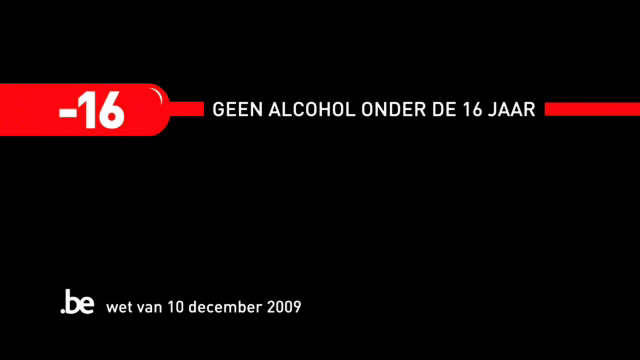 -16
GEEN ALCOHOL ONDER DE 16 JAAR
.be wet van 10 december 2009